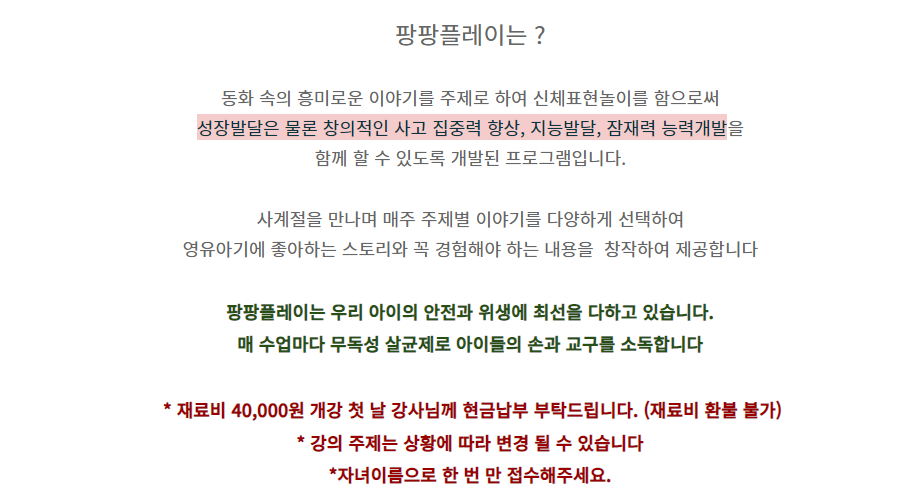 팡팡플레이는 ?
동화 속의 흥미로운 이야기를 주제로 하여 신체표현놀이를 함으로써
성장발달은 물론 창의적인 사고 집중력 향상, 지능발달, 잠재력 능력개발을
함께 할 수 있도록 개발된 프로그램입니다.
사계절을 만나며 매주 주제별 이야기를 다양하게 선택하여
영유아기에 좋아하는 스토리와 꼭 경험해야 하는 내용을  창작하여 제공합니다
팡팡플레이는 우리 아이의 안전과 위생에 최선을 다하고 있습니다.
매 수업마다 무독성 살균제로 아이들의 손과 교구를 소독합니다
* 재료비 40,000원 개강 첫 날 강사님께 현금납부 부탁드립니다. (재료비 환불 불가)
* 강의 주제는 상황에 따라 변경 될 수 있습니다
*자녀이름으로 한 번 만 접수해주세요.